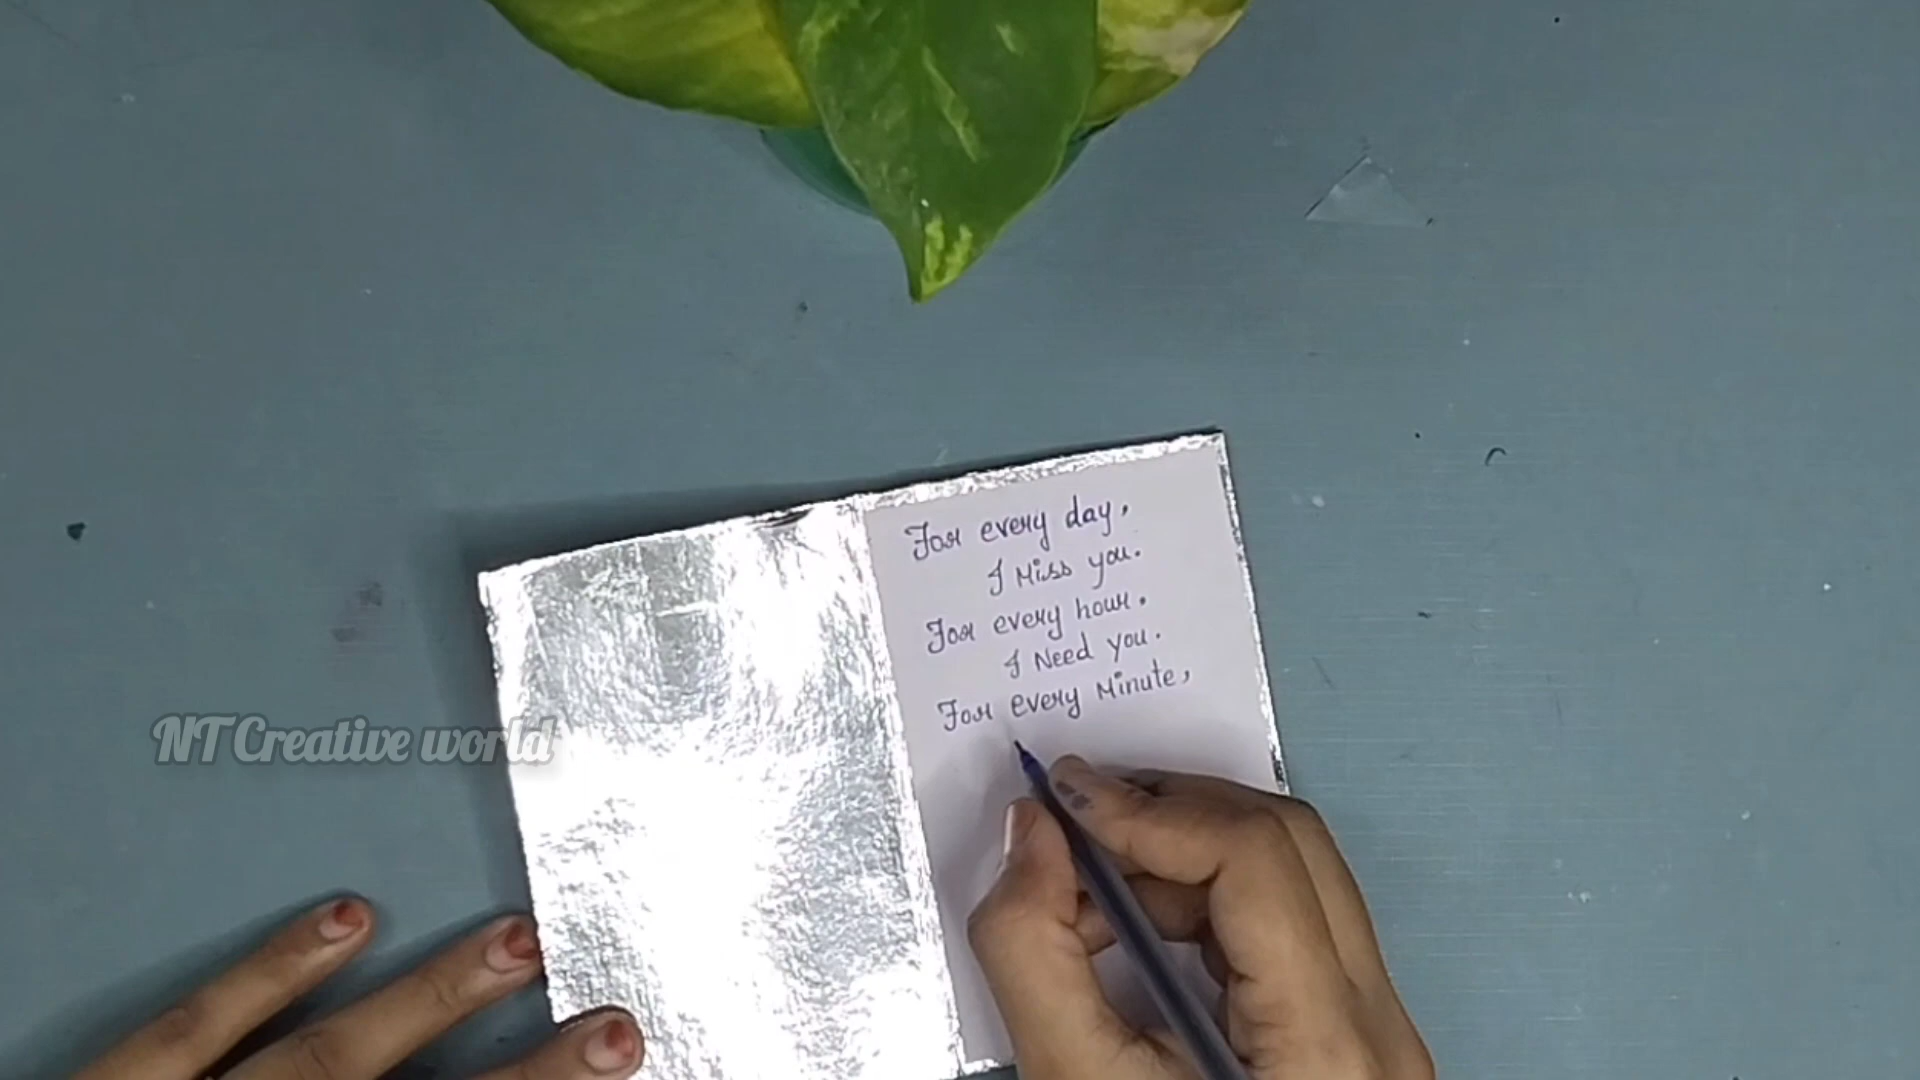 For every day,
I Miss you.
For every hour.
I Need you.
For every Minute,
NT Creative world